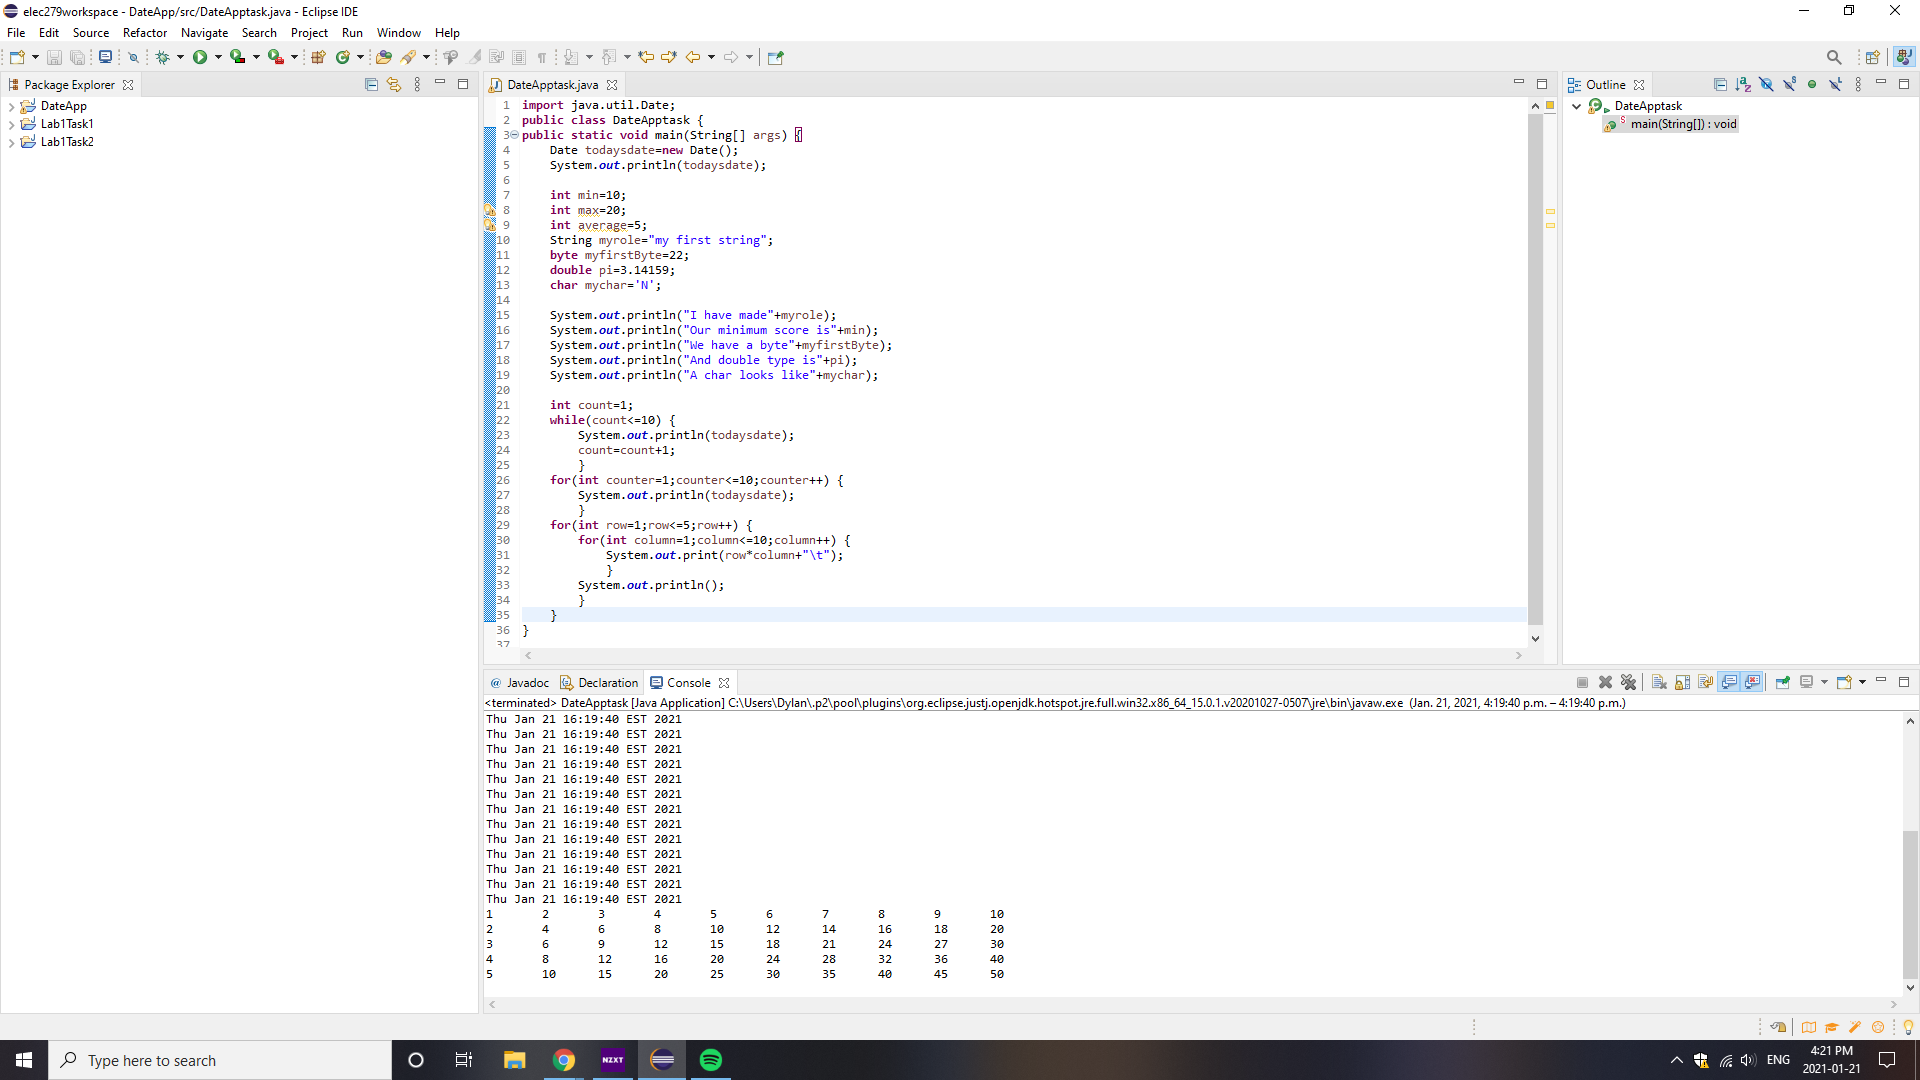 elec279workspace - DateApp/src/DateApptask.java - Eclipse IDE
File Edit Source Refactor Navigate Search Project Run Window Help
Package Explorer
DateApp
Lab1Task1
Lab1Task2
DateApptask.java
1 import java.util.Date;
2 public class DateApptask {
3 public static void main(String[] args) {
4 Date todaysdate=new Date();
5 System.out.println(todaysdate);
6
7 int min=10;
8 int max=20;
9 int average=5;
10 String myrole="my first string";
11 byte myfirstByte=22;
12 double pi=3.14159;
13 char mychar='N';
14
15 System.out.println("I have made"+myrole);
16 System.out.println("Our minimum score is"+min);
17 System.out.println("We have a byte"+myfirstByte);
18 System.out.println("And double type is"+pi);
19 System.out.println("A char looks like"+mychar);
20
21 int count=1;
22 while(count<=10) {
23 System.out.println(todaysdate);
24 count=count+1;
25 }
26 for(int counter=1;counter<=10;counter++) {
27 System.out.println(todaysdate);
28 }
29 for(int row=1;row<=5;row++) {
30 for(int column=1;column<=10;column++) {
31 System.out.print(row*column+"\t");
32 }
33 System.out.println();
34 }
35 }
36 }
37
Outline
DateApptask
main(String[]) : void
@ Javadoc Declaration Console
<terminated> DateApptask [Java Application] C:\Users\Dylan\.p2\pool\plugins\org.eclipse.justj.openjdk.hotspot.jre.full.win32.x86_64_15.0.1.v20201027-0507\jre\bin\javaw.exe (Jan. 21, 2021, 4:19:40 p.m. – 4:19:40 p.m.)
Thu Jan 21 16:19:40 EST 2021
Thu Jan 21 16:19:40 EST 2021
Thu Jan 21 16:19:40 EST 2021
Thu Jan 21 16:19:40 EST 2021
Thu Jan 21 16:19:40 EST 2021
Thu Jan 21 16:19:40 EST 2021
Thu Jan 21 16:19:40 EST 2021
Thu Jan 21 16:19:40 EST 2021
Thu Jan 21 16:19:40 EST 2021
Thu Jan 21 16:19:40 EST 2021
Thu Jan 21 16:19:40 EST 2021
Thu Jan 21 16:19:40 EST 2021
Thu Jan 21 16:19:40 EST 2021
1 2 3 4 5 6 7 8 9 10
2 4 6 8 10 12 14 16 18 20
3 6 9 12 15 18 21 24 27 30
4 8 12 16 20 24 28 32 36 40
5 10 15 20 25 30 35 40 45 50
Type here to search
NZXT
ENG
4:21 PM
2021-01-21